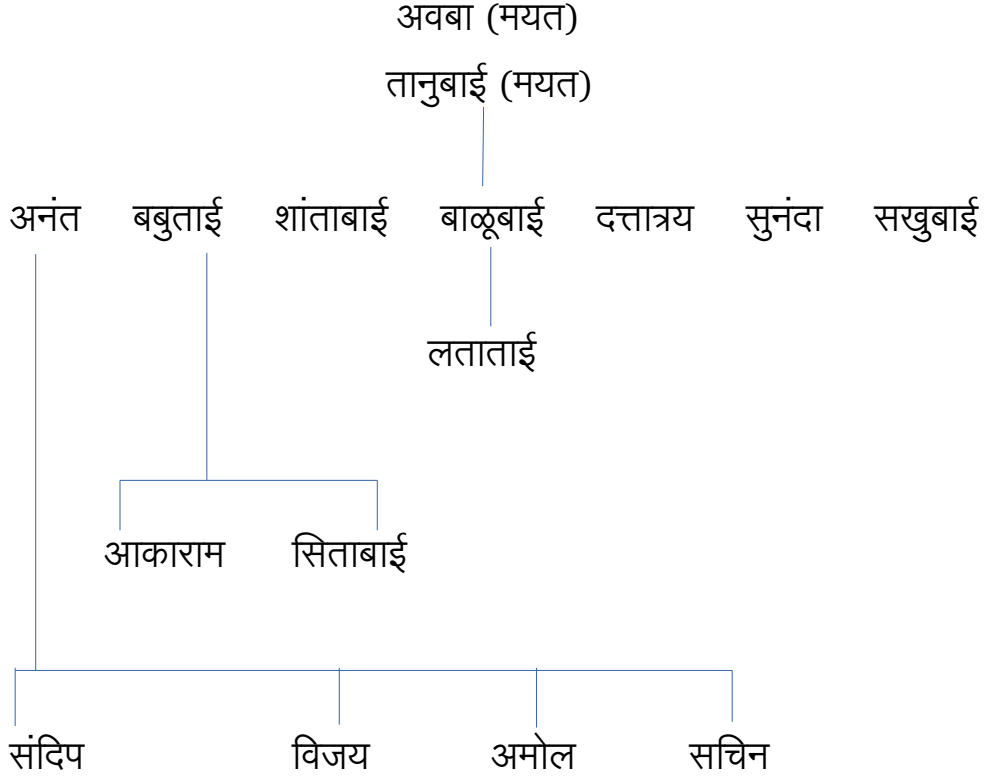 अवबा (मयत)
तानुबाई (मयत)
अनंत बबुताई शांताबाई बाळूबाई दत्तात्रय सुनंदा सखुबाई
लताताई
आकाराम सिताबाई
संदिप विजय अमोल सचिन